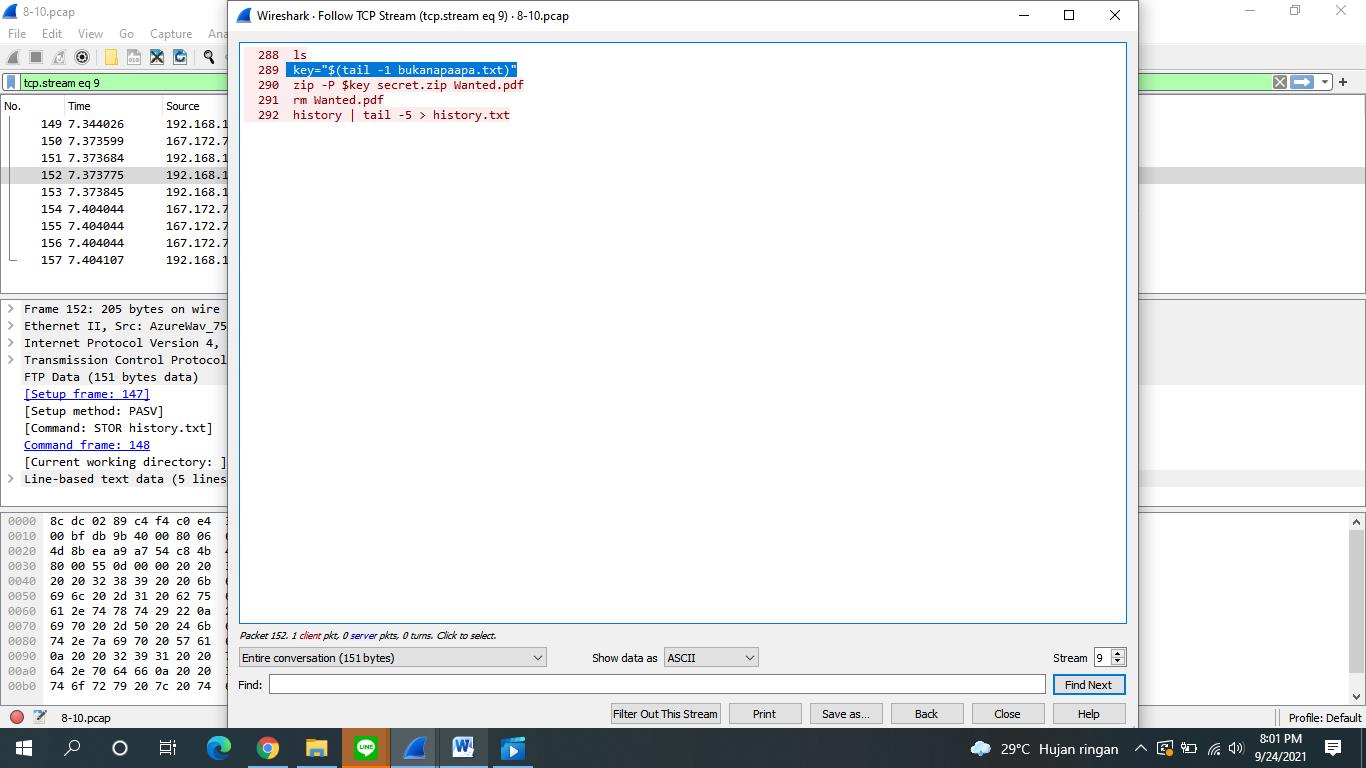 8-10.pcap
File Edit View Go Capture Ana
tcp.stream eq 9
No. Time Source
149 7.344026 192.168.1
150 7.373599 167.172.7
151 7.373684 192.168.1
152 7.373775 192.168.1
153 7.373845 192.168.1
154 7.404044 167.172.7
155 7.404044 167.172.7
156 7.404044 167.172.7
157 7.404107 192.168.1
Frame 152: 205 bytes on wire
Ethernet II, Src: AzureWav_75
Internet Protocol Version 4,
Transmission Control Protocol
FTP Data (151 bytes data)
[Setup frame: 147]
[Setup method: PASV]
[Command: STOR history.txt]
Command frame: 148
[Current working directory: ]
Line-based text data (5 lines
0000 8c dc 02 89 c4 f4 c0 e4
0010 00 bf db 9b 40 00 80 06
0020 4d 8b ea a9 a7 54 c8 4b
0030 80 00 55 0d 00 00 20 20
0040 20 20 32 38 39 20 20 6b
0050 69 6c 20 2d 31 20 62 75
0060 61 2e 74 78 74 29 22 0a
0070 69 70 20 2d 50 20 24 6b
0080 74 2e 7a 69 70 20 57 61
0090 0a 20 20 32 39 31 20 20
00a0 64 2e 70 64 66 0a 20 20
00b0 74 6f 72 79 20 7c 20 74
8-10.pcap
Profile: Default
Wireshark · Follow TCP Stream (tcp.stream eq 9) · 8-10.pcap
288 ls
289 key="$(tail -1 bukanapaapa.txt)"
290 zip -P $key secret.zip Wanted.pdf
291 rm Wanted.pdf
292 history | tail -5 > history.txt
Packet 152. 1 client pkt, 0 server pkts, 0 turns. Click to select.
Entire conversation (151 bytes) Show data as ASCII Stream 9
Find: Find Next
Filter Out This Stream Print Save as... Back Close Help
LINE
29°C Hujan ringan
8:01 PM
9/24/2021